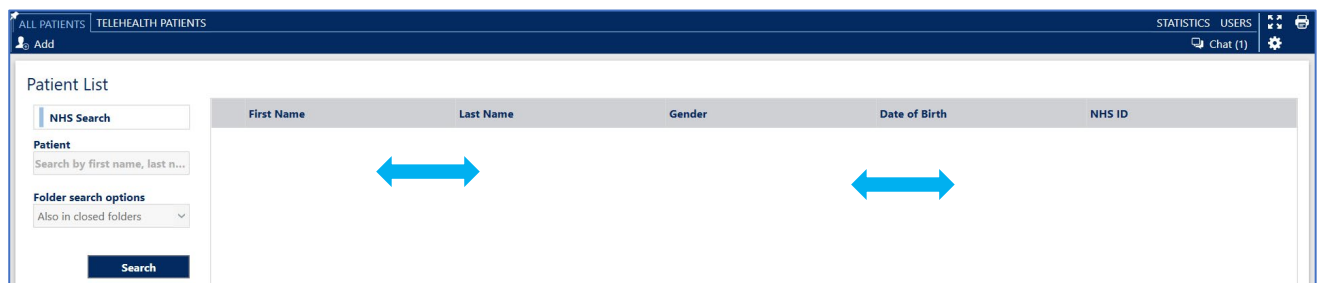 ALL PATIENTS TELEHEALTH PATIENTS STATISTICS USERS
Add Chat (1)
Patient List
NHS Search
First Name Last Name Gender Date of Birth NHS ID
Patient
Search by first name, last n...
Folder search options
Also in closed folders
Search